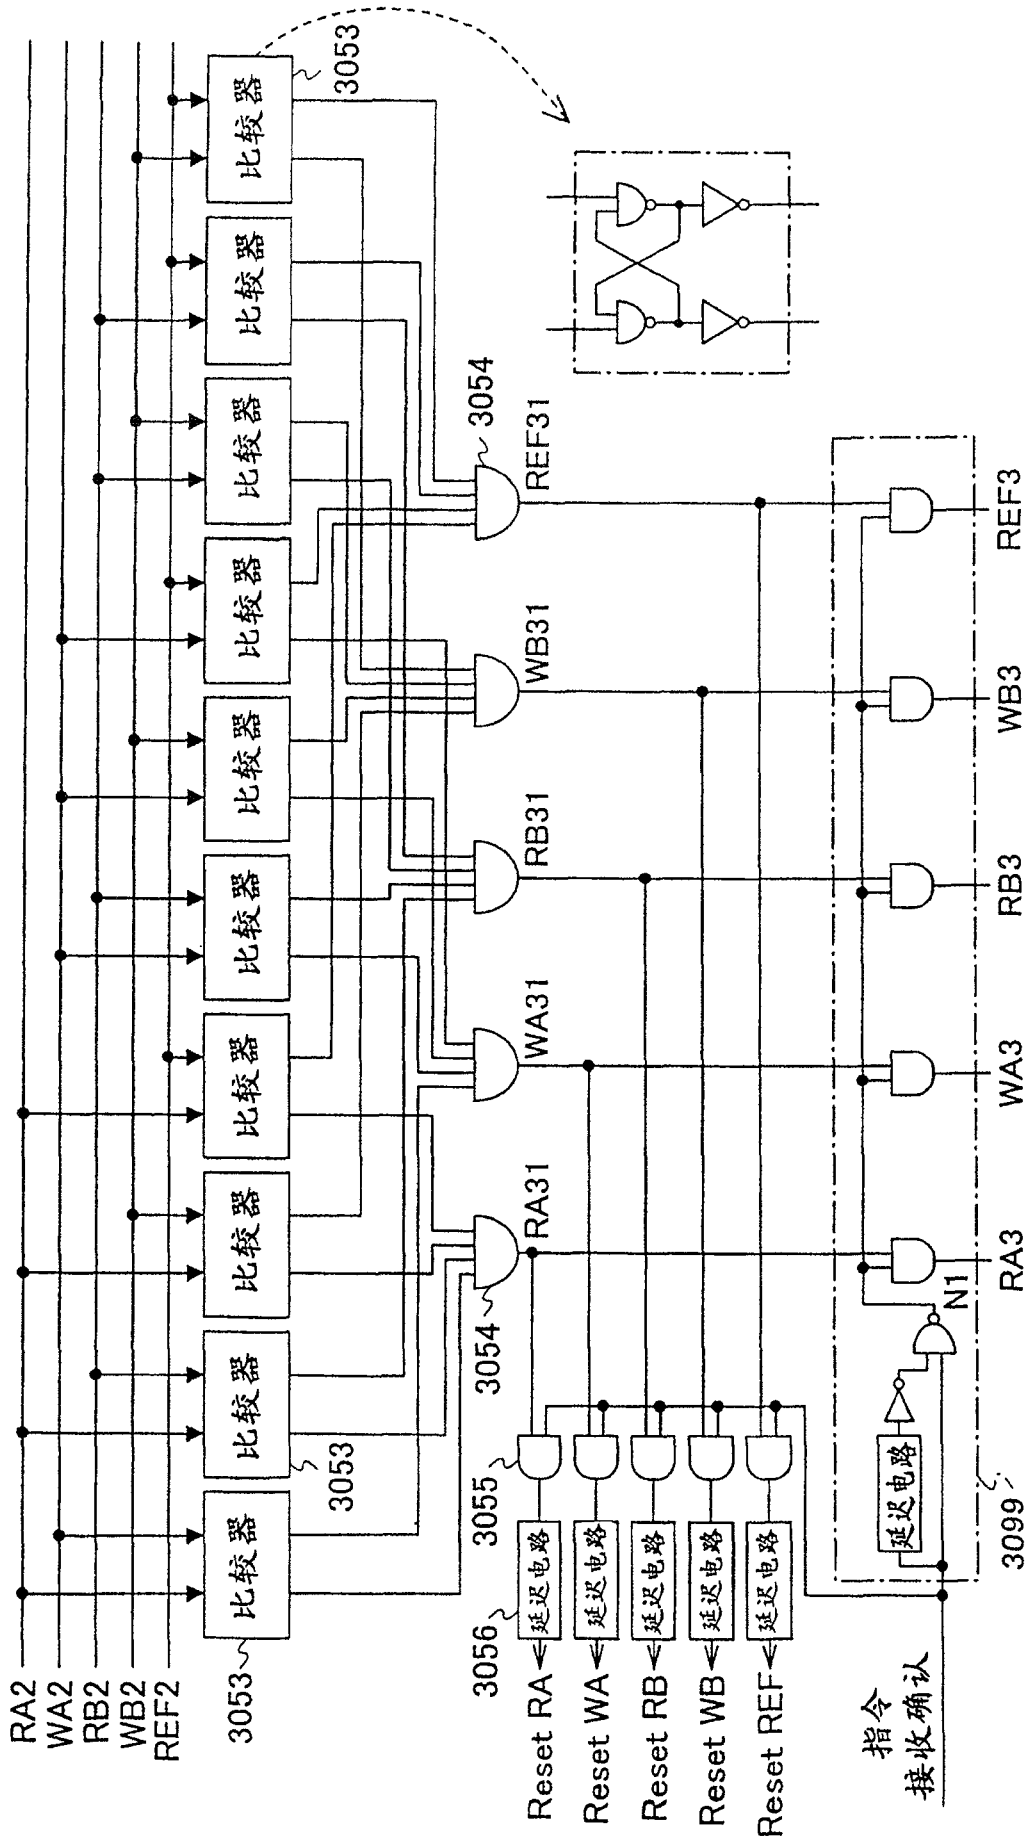 RA2
WA2
RB2
WB2
REF2
比较器
比较器
比较器
比较器
比较器
比较器
比较器
比较器
比较器
比较器
3053
3053
3053
3054
3054
RA31
WA31
RB31
WB31
REF31
3055
3056
延迟电路
延迟电路
延迟电路
延迟电路
延迟电路
Reset RA
Reset WA
Reset RB
Reset WB
Reset REF
指令
接收确认
延迟电路
N1
3099
RA3
WA3
RB3
WB3
REF3